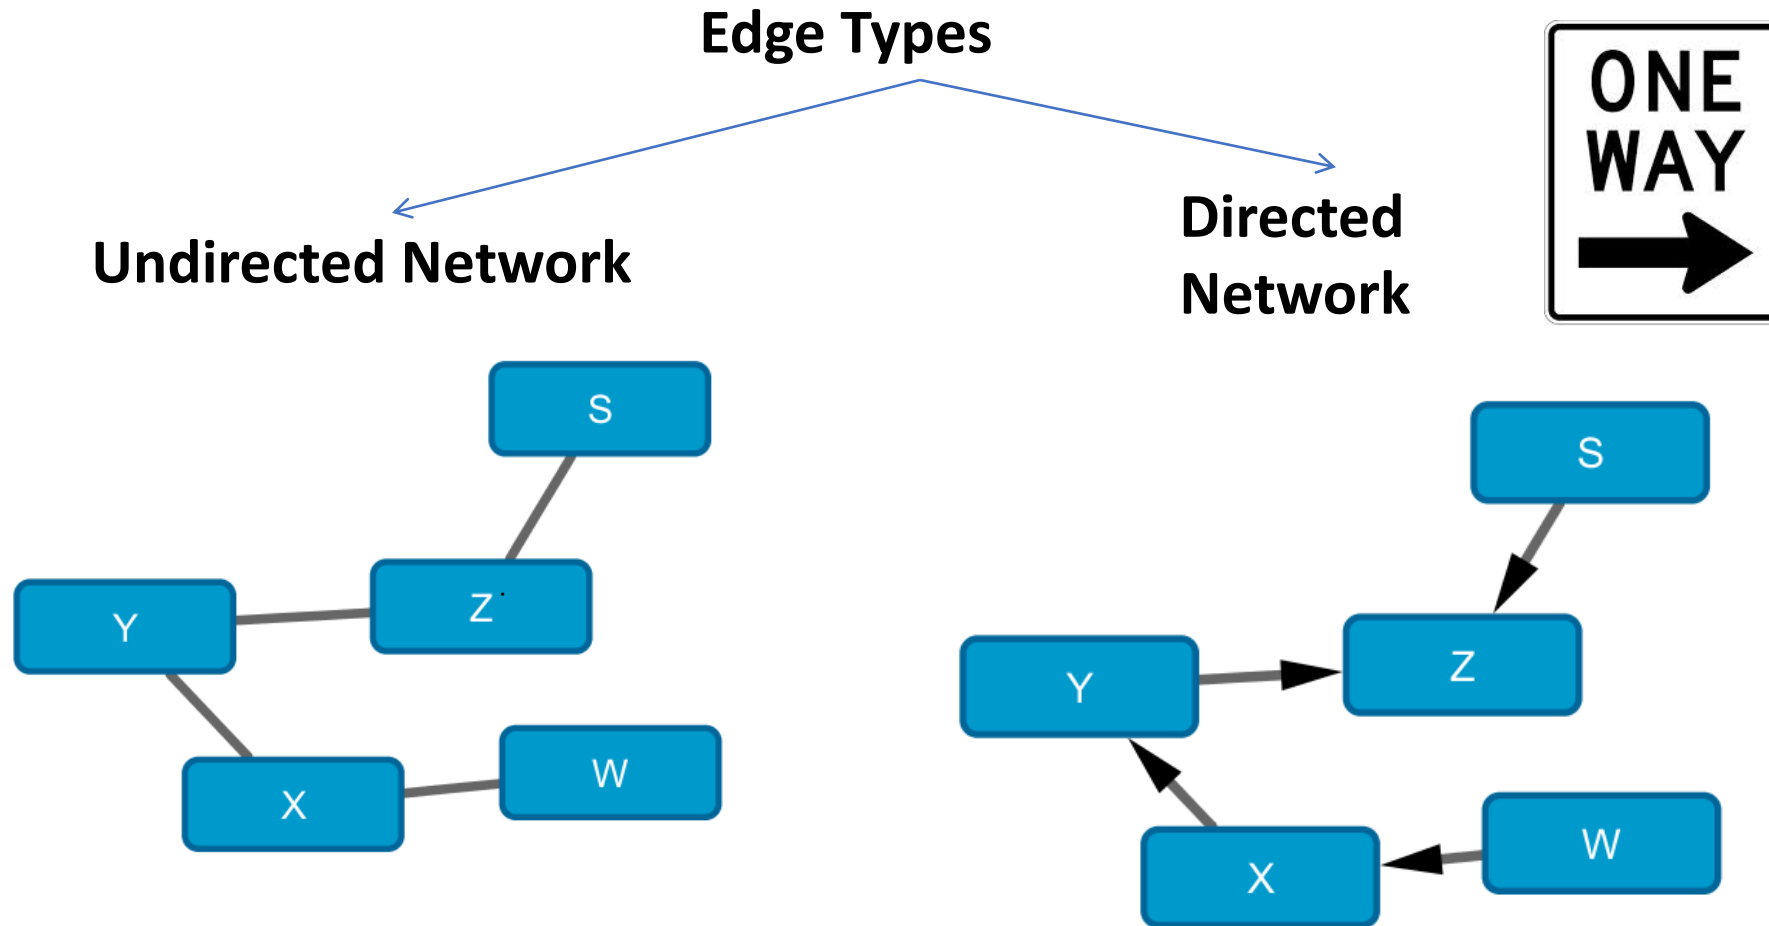 Edge Types
ONE
WAY
Undirected Network
Directed
Network
S
Y
Z
X
W
S
Y
Z
X
W